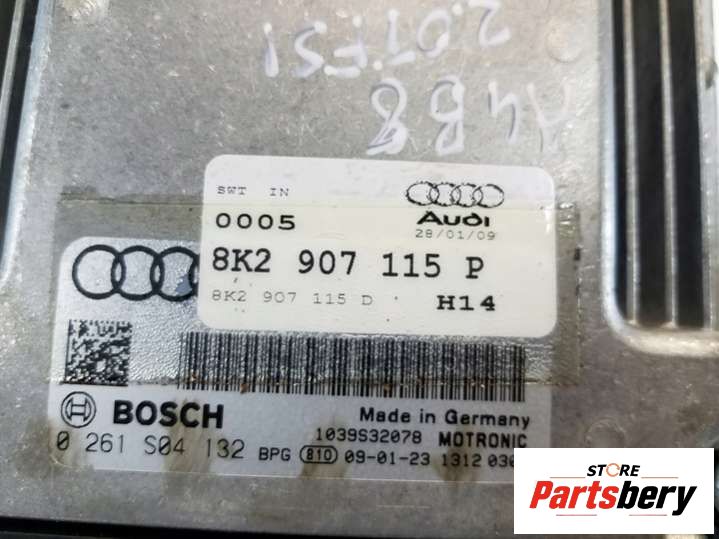 2.0TFSI
A4B8
SWT IN
0005
Audi
28/01/09
8K2 907 115 P
8K2 907 115 D H14
BOSCH
Made in Germany
1039S32078 MOTRONIC
0 261 S04 132 BPG 810 09-01-23 1312 030
STORE
Partsbery